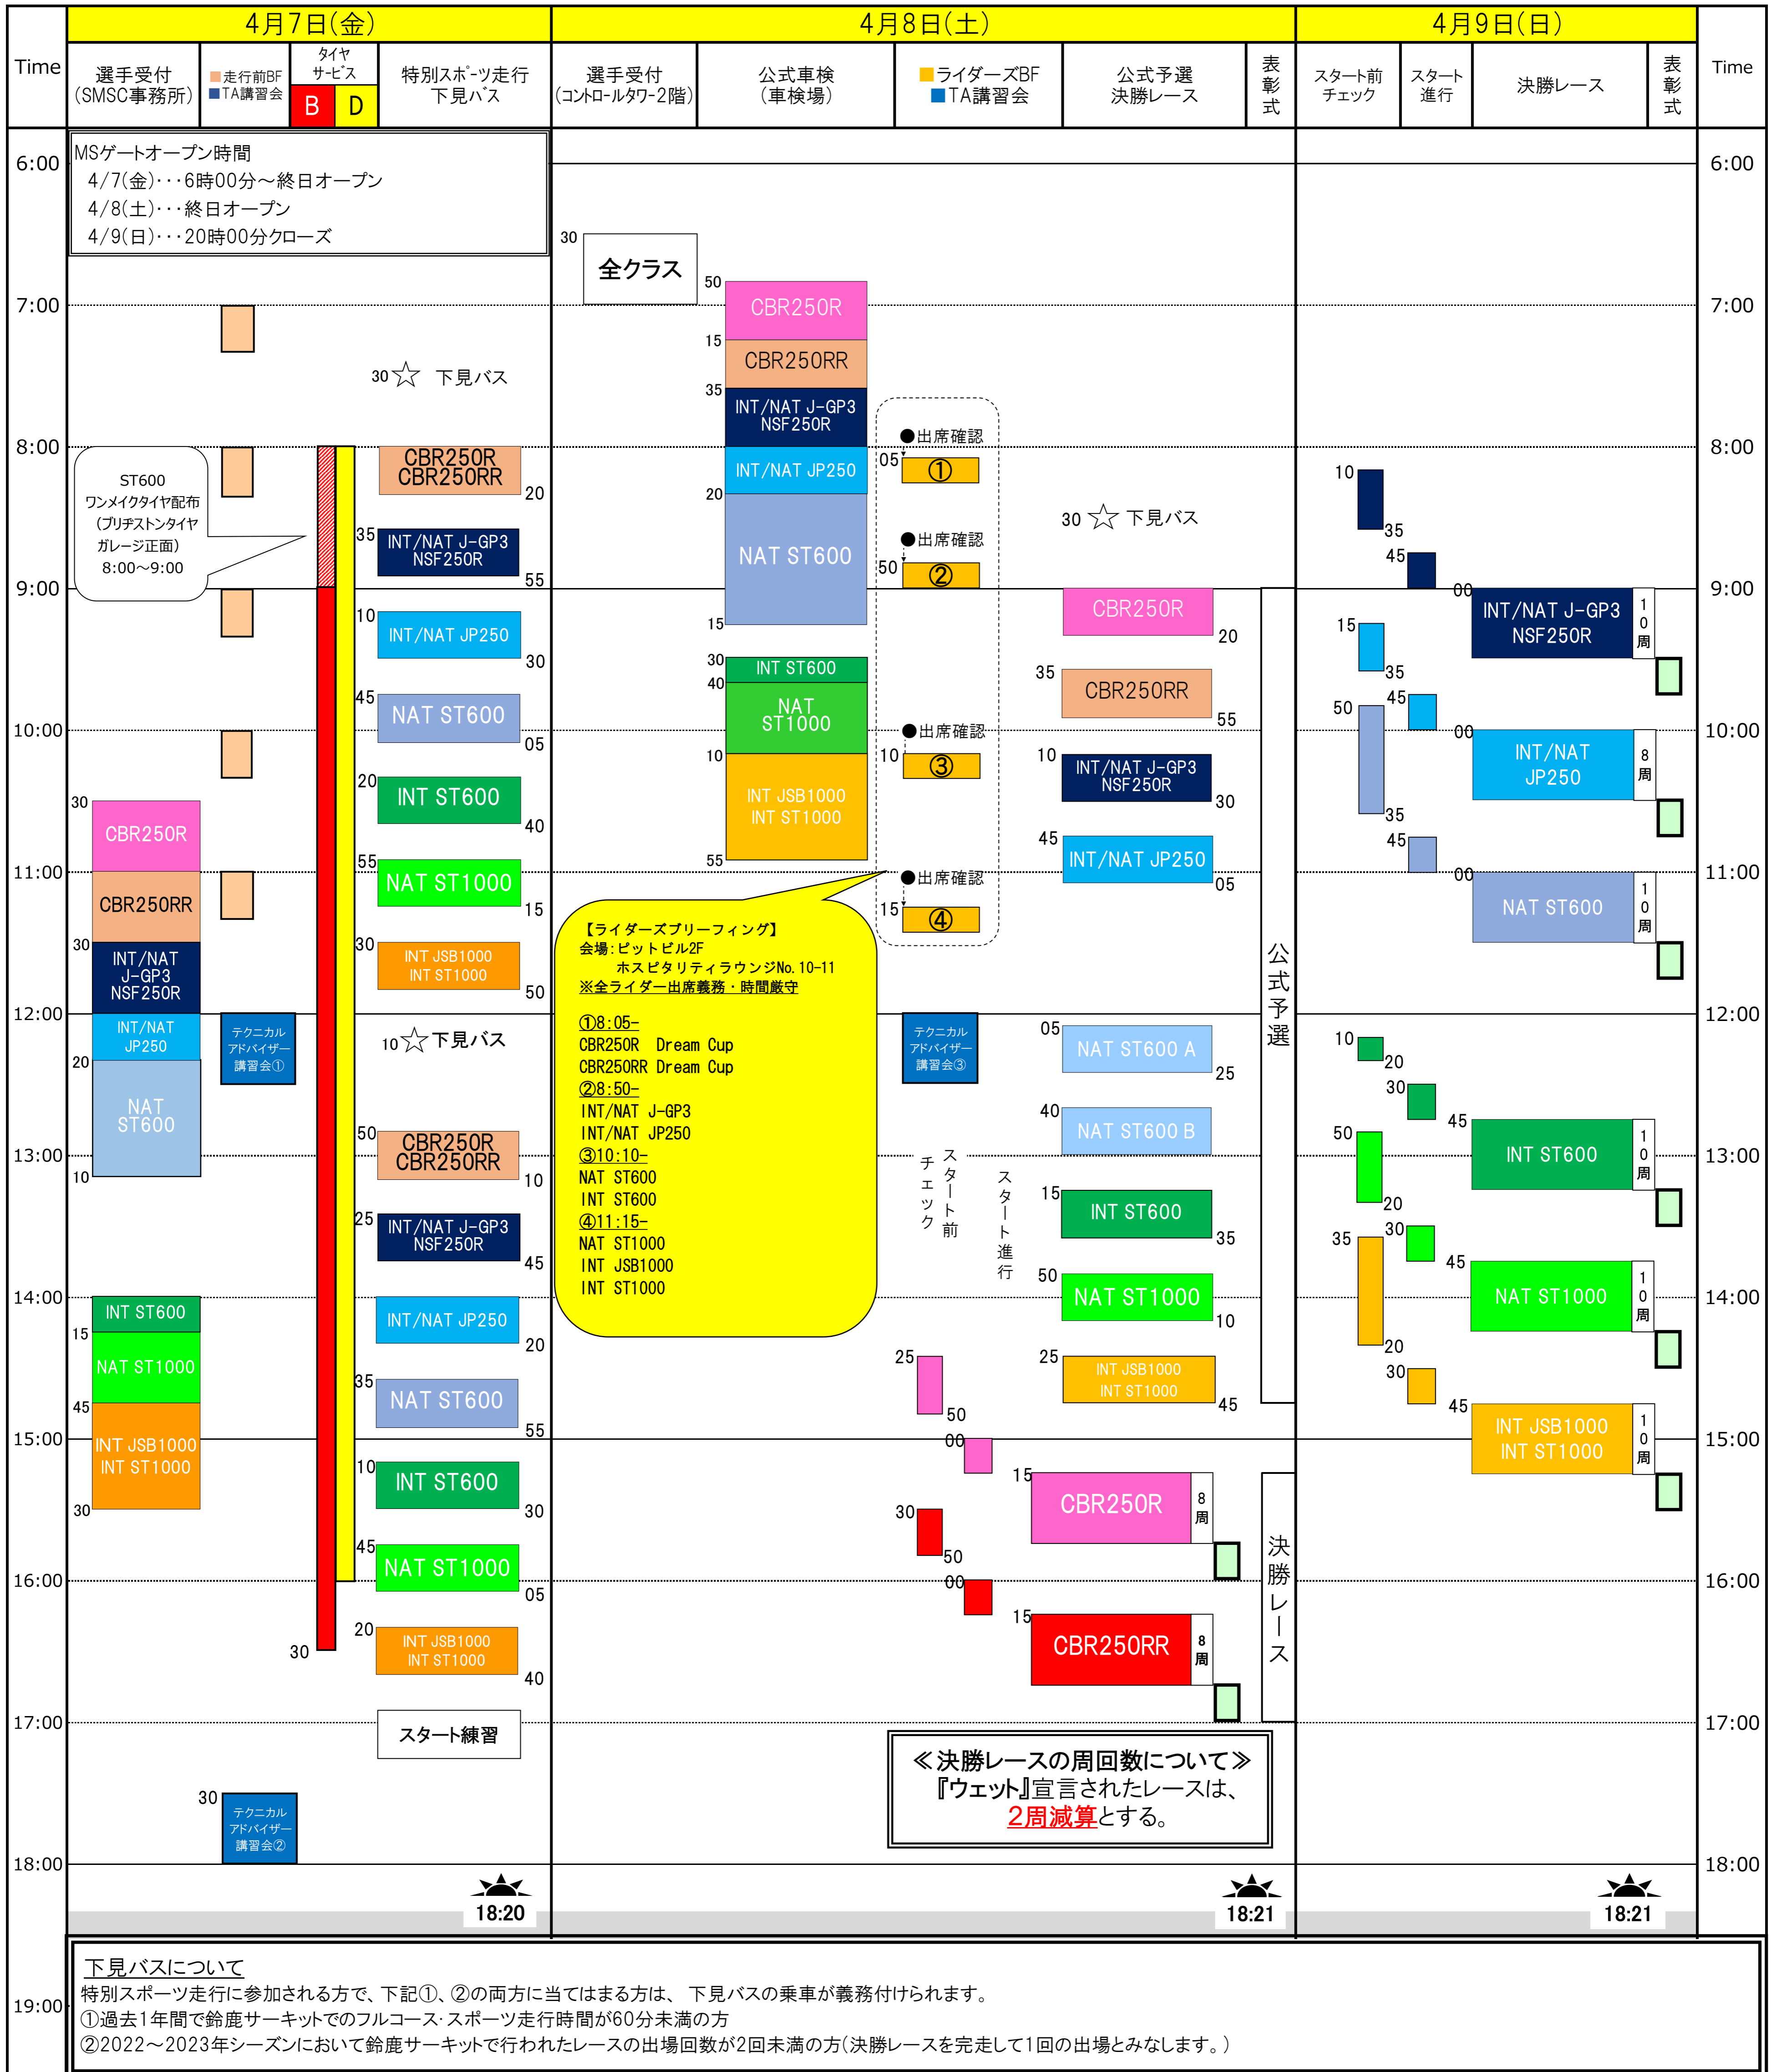 4月7日(金)
4月8日(土)
4月9日(日)
Time
選手受付
(SMSC事務所)
■走行前BF
■TA講習会
タイヤ
サービス
B
D
特別スポーツ走行
下見バス
選手受付
(コントロールタワー2階)
公式車検
(車検場)
■ライダーズBF
■TA講習会
公式予選
決勝レース
表彰式
スタート前
チェック
スタート
進行
決勝レース
表彰式
Time
6:00
7:00
8:00
9:00
10:00
11:00
12:00
13:00
14:00
15:00
16:00
17:00
18:00
19:00
MSゲートオープン時間
4/7(金)･･･6時00分～終日オープン
4/8(土)･･･終日オープン
4/9(日)･･･20時00分クローズ
ST600
ワンメイクタイヤ配布
(ブリヂストンタイヤ
ガレージ正面)
8:00～9:00
30
CBR250R
CBR250RR
30
INT/NAT
J-GP3
NSF250R
INT/NAT
JP250
20
NAT
ST600
10
INT ST600
15
NAT ST1000
45
INT JSB1000
INT ST1000
30
テクニカル
アドバイザー
講習会①
30
テクニカル
アドバイザー
講習会②
30
30☆ 下見バス
CBR250R
CBR250RR
20
35
INT/NAT J-GP3
NSF250R
55
10
INT/NAT JP250
30
45
NAT ST600
05
20
INT ST600
40
55
NAT ST1000
15
30
INT JSB1000
INT ST1000
50
10☆下見バス
50
CBR250R
CBR250RR
10
25
INT/NAT J-GP3
NSF250R
45
INT/NAT JP250
20
35
NAT ST600
55
10
INT ST600
30
45
NAT ST1000
05
20
INT JSB1000
INT ST1000
40
スタート練習
18:20
30
全クラス
50
CBR250R
15
CBR250RR
35
INT/NAT J-GP3
NSF250R
INT/NAT JP250
20
NAT ST600
15
30
INT ST600
40
NAT
ST1000
10
INT JSB1000
INT ST1000
55
●出席確認
05
①
●出席確認
50
②
●出席確認
10
③
●出席確認
15
④
【ライダーズブリーフィング】
会場:ピットビル2F
ホスピタリティラウンジNo.10-11
※全ライダー出席義務・時間厳守
①8:05-
CBR250R Dream Cup
CBR250RR Dream Cup
②8:50-
INT/NAT J-GP3
INT/NAT JP250
③10:10-
NAT ST600
INT ST600
④11:15-
NAT ST1000
INT JSB1000
INT ST1000
テクニカル
アドバイザー
講習会③
スタート前
チェック
スタート進行
25
50
00
30
50
00
30 ☆ 下見バス
CBR250R
20
35
CBR250RR
55
10
INT/NAT J-GP3
NSF250R
30
45
INT/NAT JP250
05
05
NAT ST600 A
25
40
NAT ST600 B
15
INT ST600
35
50
NAT ST1000
10
25
INT JSB1000
INT ST1000
45
15
CBR250R
8周
15
CBR250RR
8周
公式予選
決勝レース
≪決勝レースの周回数について≫
『ウェット』宣言されたレースは、
2周減算とする。
18:21
10
35
45
00
INT/NAT J-GP3
NSF250R
10周
15
35
45
00
INT/NAT
JP250
8周
50
35
45
00
NAT ST600
10周
10
20
30
45
INT ST600
10周
50
20
30
45
NAT ST1000
10周
35
20
30
45
INT JSB1000
INT ST1000
10周
18:21
6:00
7:00
8:00
9:00
10:00
11:00
12:00
13:00
14:00
15:00
16:00
17:00
18:00
下見バスについて
特別スポーツ走行に参加される方で、下記①、②の両方に当てはまる方は、 下見バスの乗車が義務付けられます。
①過去1年間で鈴鹿サーキットでのフルコース･スポーツ走行時間が60分未満の方
②2022～2023年シーズンにおいて鈴鹿サーキットで行われたレースの出場回数が2回未満の方(決勝レースを完走して1回の出場とみなします。)